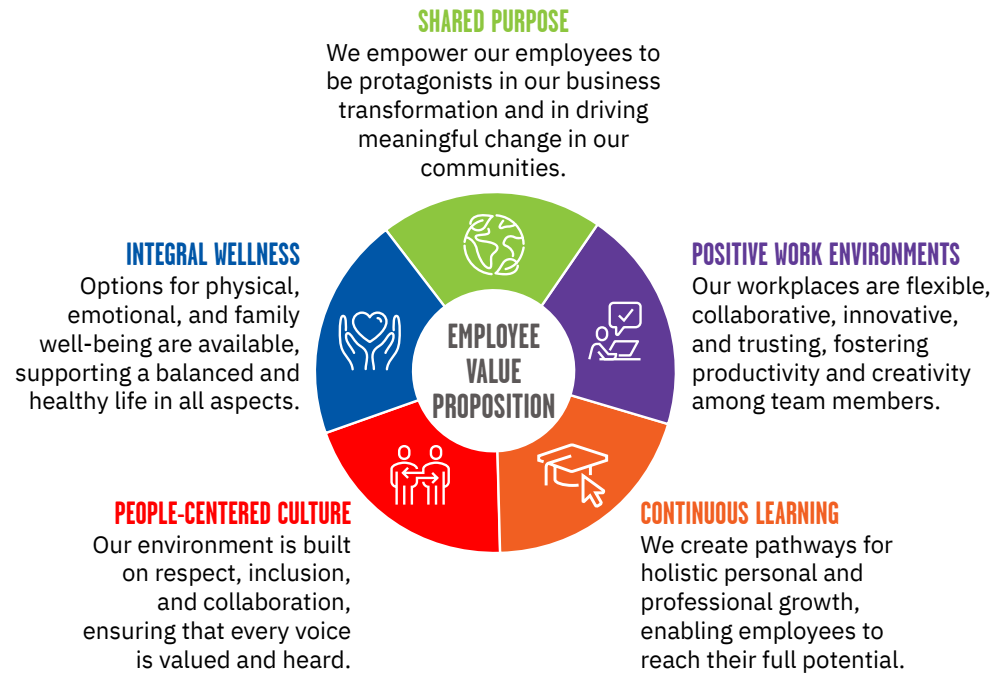 SHARED PURPOSE
We empower our employees to
be protagonists in our business
transformation and in driving
meaningful change in our
communities.
INTEGRAL WELLNESS
Options for physical,
emotional, and family
well-being are available,
supporting a balanced and
healthy life in all aspects.
EMPLOYEE
VALUE
PROPOSITION
POSITIVE WORK ENVIRONMENTS
Our workplaces are flexible,
collaborative, innovative,
and trusting, fostering
productivity and creativity
among team members.
PEOPLE-CENTERED CULTURE
Our environment is built
on respect, inclusion,
and collaboration,
ensuring that every voice
is valued and heard.
CONTINUOUS LEARNING
We create pathways for
holistic personal and
professional growth,
enabling employees to
reach their full potential.